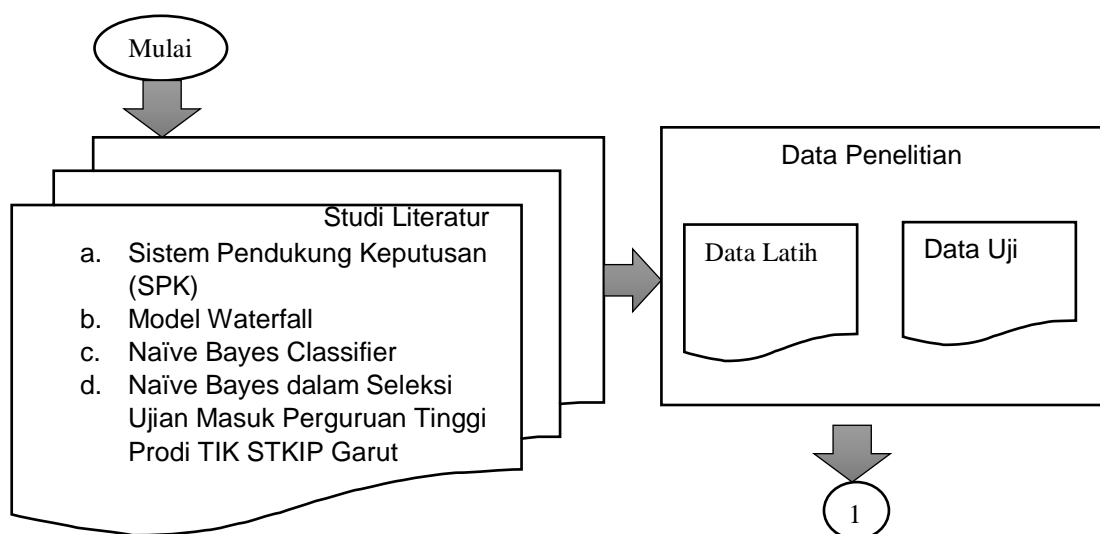 Mulai
Studi Literatur
a. Sistem Pendukung Keputusan
(SPK)
b. Model Waterfall
c. Naïve Bayes Classifier
d. Naïve Bayes dalam Seleksi
Ujian Masuk Perguruan Tinggi
Prodi TIK STKIP Garut
Data Penelitian
Data Latih
Data Uji
1